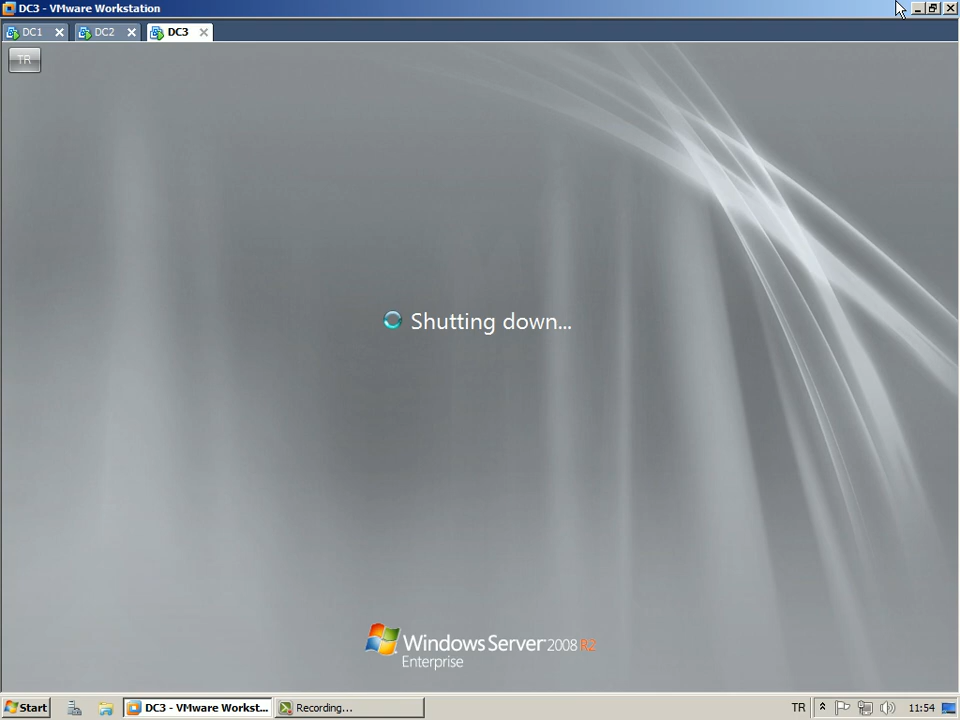 DC3 - VMware Workstation
DC1 DC2 DC3
TR
Shutting down...
Windows Server 2008 R2
Enterprise
Start DC3 - VMware Workst... Recording... TR 11:54